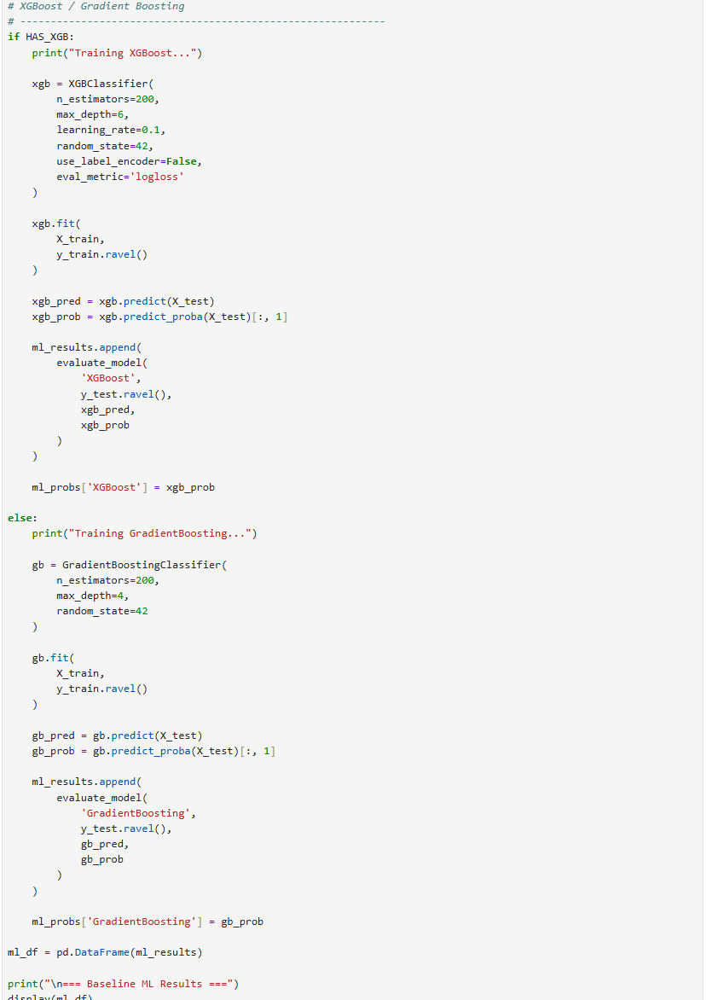 # XGBoost / Gradient Boosting
# ------------------------------------------------------------
if HAS_XGB:
    print("Training XGBoost...")

    xgb = XGBClassifier(
        n_estimators=200,
        max_depth=6,
        learning_rate=0.1,
        random_state=42,
        use_label_encoder=False,
        eval_metric='logloss'
    )

    xgb.fit(
        X_train,
        y_train.ravel()
    )

    xgb_pred = xgb.predict(X_test)
    xgb_prob = xgb.predict_proba(X_test)[:, 1]

    ml_results.append(
        evaluate_model(
            'XGBoost',
            y_test.ravel(),
            xgb_pred,
            xgb_prob
        )
    )

    ml_probs['XGBoost'] = xgb_prob

else:
    print("Training GradientBoosting...")

    gb = GradientBoostingClassifier(
        n_estimators=200,
        max_depth=4,
        random_state=42
    )

    gb.fit(
        X_train,
        y_train.ravel()
    )

    gb_pred = gb.predict(X_test)
    gb_prob = gb.predict_proba(X_test)[:, 1]

    ml_results.append(
        evaluate_model(
            'GradientBoosting',
            y_test.ravel(),
            gb_pred,
            gb_prob
        )
    )

    ml_probs['GradientBoosting'] = gb_prob

ml_df = pd.DataFrame(ml_results)

print("\n=== Baseline ML Results ===")
display(ml_df)